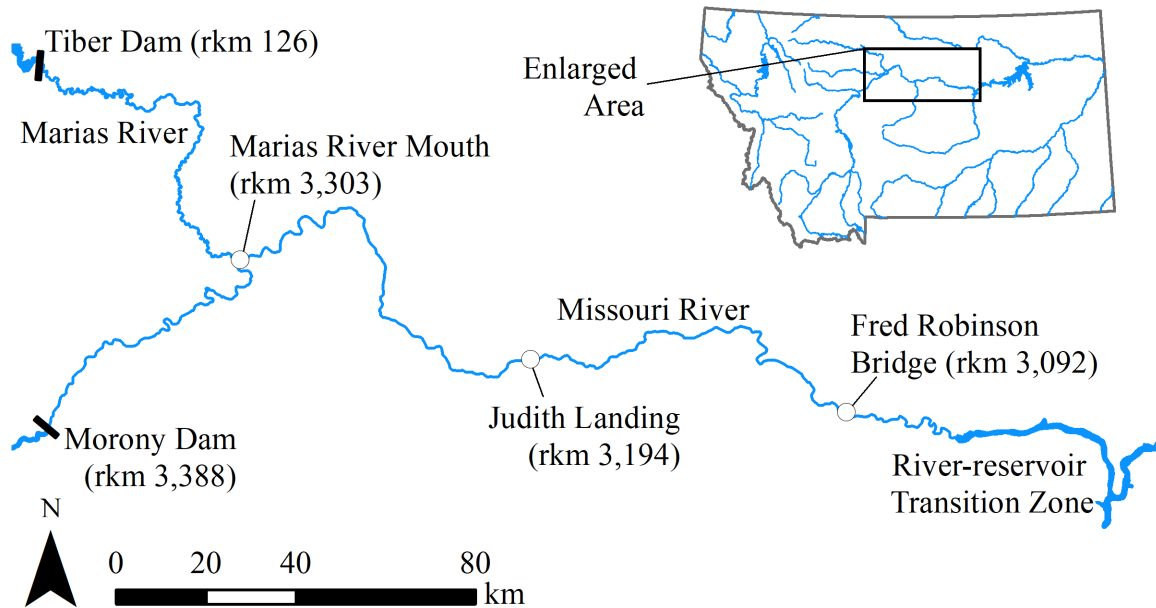 Tiber Dam (rkm 126)
Marias River
Marias River Mouth
(rkm 3,303)
Enlarged
Area
Missouri River
Fred Robinson
Bridge (rkm 3,092)
Judith Landing
(rkm 3,194)
Morony Dam
(rkm 3,388)
River-reservoir
Transition Zone
N
0 20 40 80
km